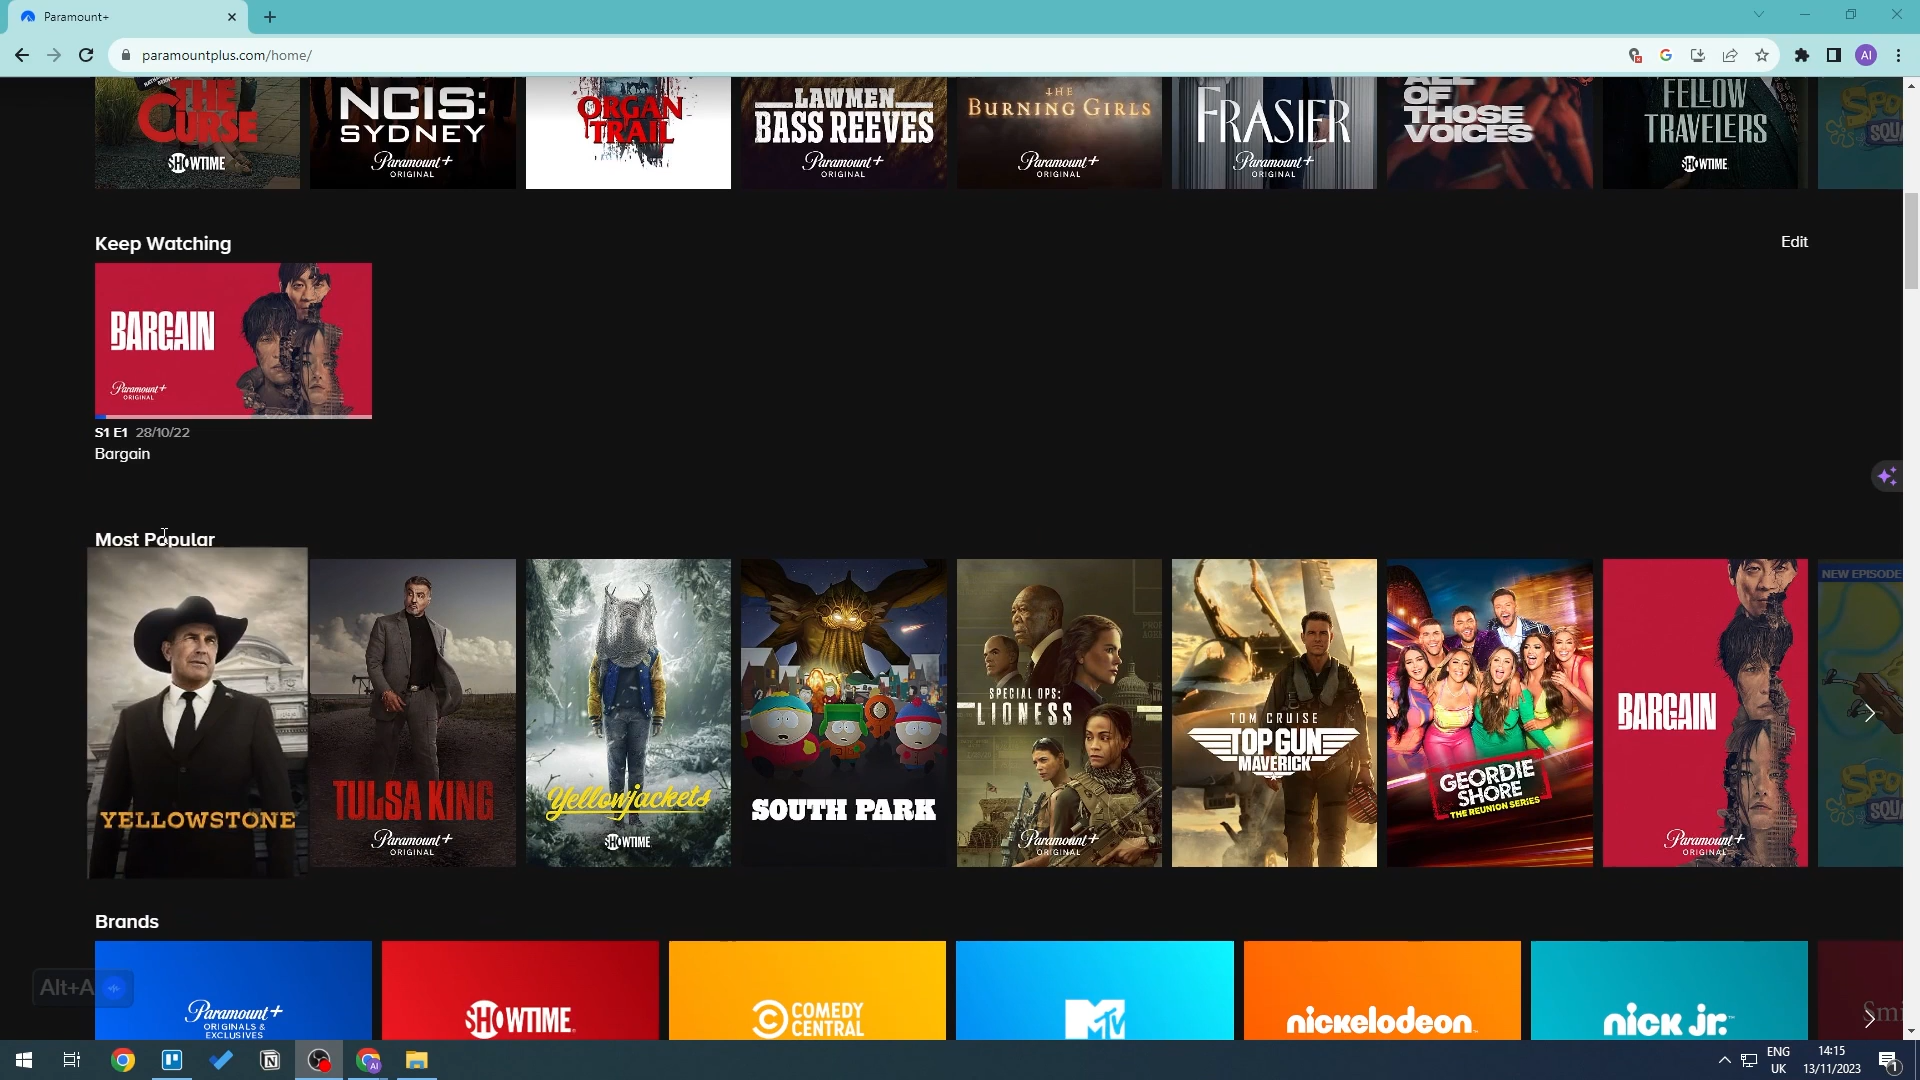 Paramount+
paramountplus.com/home/
AI
THE
CURSE
SHOWTIME
NCIS:
SYDNEY
Paramount+
ORIGINAL
ORGAN
TRAIL
LAWMEN
BASS REEVES
Paramount+
ORIGINAL
THE
BURNING GIRLS
Paramount+
ORIGINAL
FRASIER
Paramount+
ORIGINAL
ALL
OF
THOSE
VOICES
FELLOW
TRAVELERS
SHOWTIME
Keep Watching
Edit
BARGAIN
Paramount+
ORIGINAL
S1 E1 28/10/22
Bargain
Most Popular
YELLOWSTONE
TULSA KING
Paramount+
ORIGINAL
Yellowjackets
SHOWTIME
SOUTH PARK
SPECIAL OPS:
LIONESS
Paramount+
ORIGINAL
TOM CRUISE
TOP GUN
MAVERICK
GEORDIE
SHORE
THE REUNION SERIES
BARGAIN
Paramount+
ORIGINAL
NEW EPISODE
Brands
Alt+A
Paramount+
ORIGINALS &
EXCLUSIVES
SHOWTIME
COMEDY
CENTRAL
MTV
nickelodeon
nick jr.
ENG
UK
14:15
13/11/2023
1